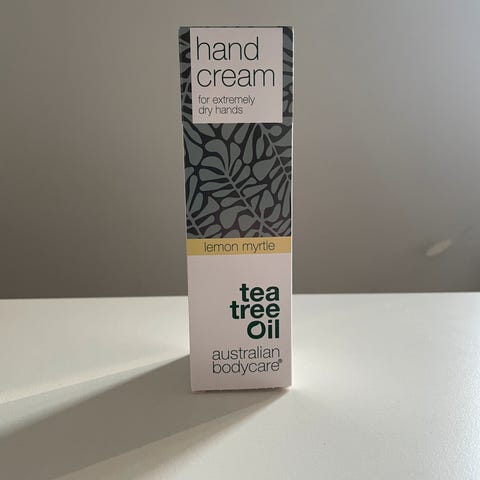 hand
cream
for extremely
dry hands
lemon myrtle
tea
tree
Oil
australian
bodycare®